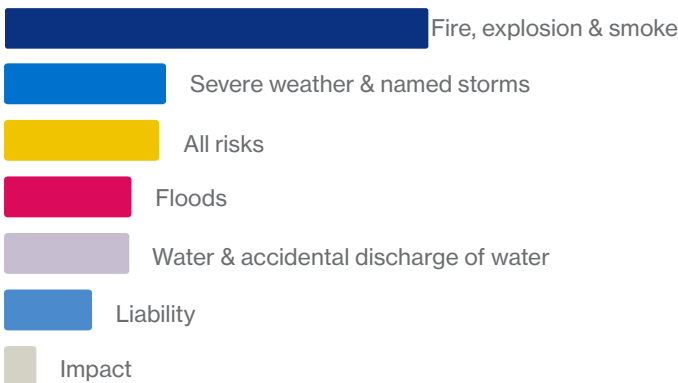 Fire, explosion & smoke
Severe weather & named storms
All risks
Floods
Water & accidental discharge of water
Liability
Impact